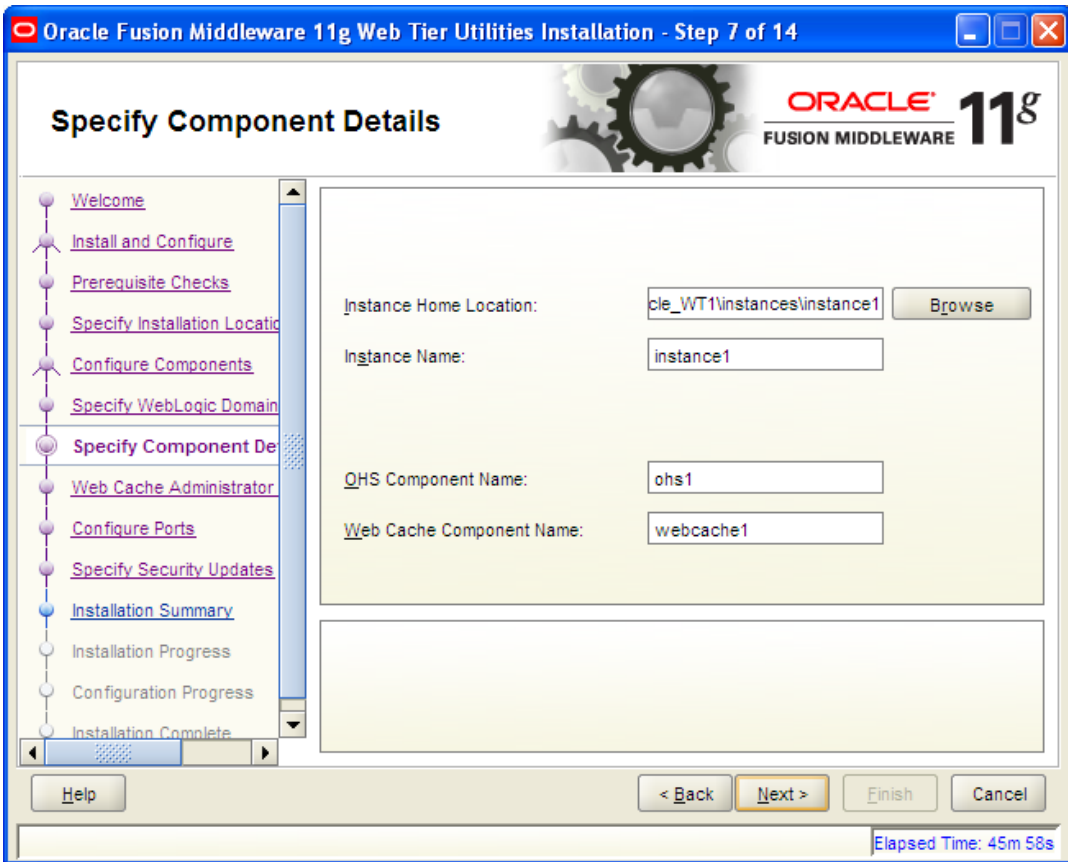 Oracle Fusion Middleware 11g Web Tier Utilities Installation - Step 7 of 14
Specify Component Details
ORACLE 11g
FUSION MIDDLEWARE
Welcome
Install and Configure
Prerequisite Checks
Specify Installation Locatio
Configure Components
Specify WebLogic Domain
Specify Component De
Web Cache Administrator
Configure Ports
Specify Security Updates
Installation Summary
Installation Progress
Configuration Progress
Installation Complete
Instance Home Location: cle_WT1\instances\instance1 Browse
Instance Name: instance1
OHS Component Name: ohs1
Web Cache Component Name: webcache1
Help < Back Next > Finish Cancel
Elapsed Time: 45m 58s